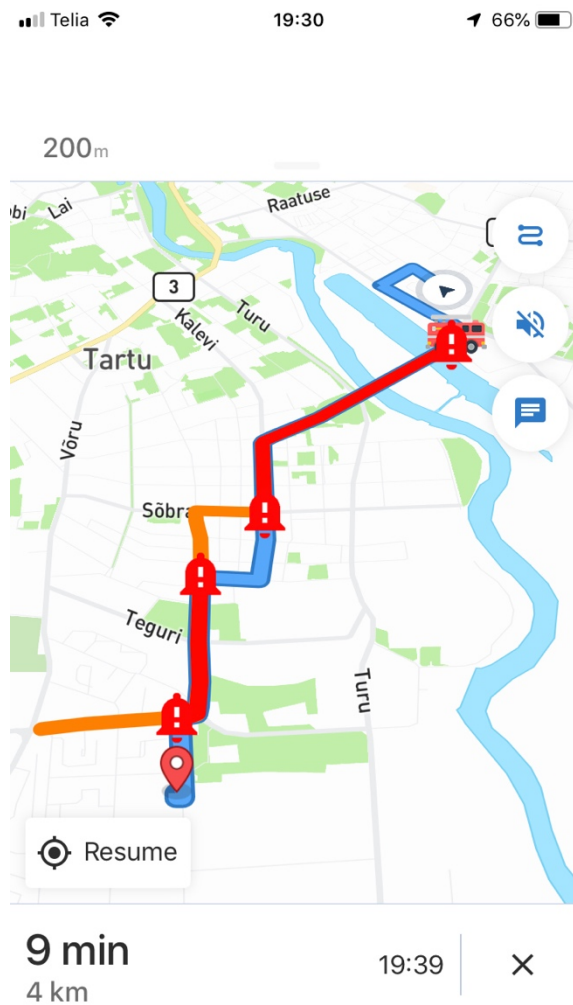 Telia
19:30
66%
200m
Lai
Raatuse
3
Kalevi
Turu
Tartu
Võru
Sõbra
Teguri
Turu
Resume
9 min
19:39
4 km